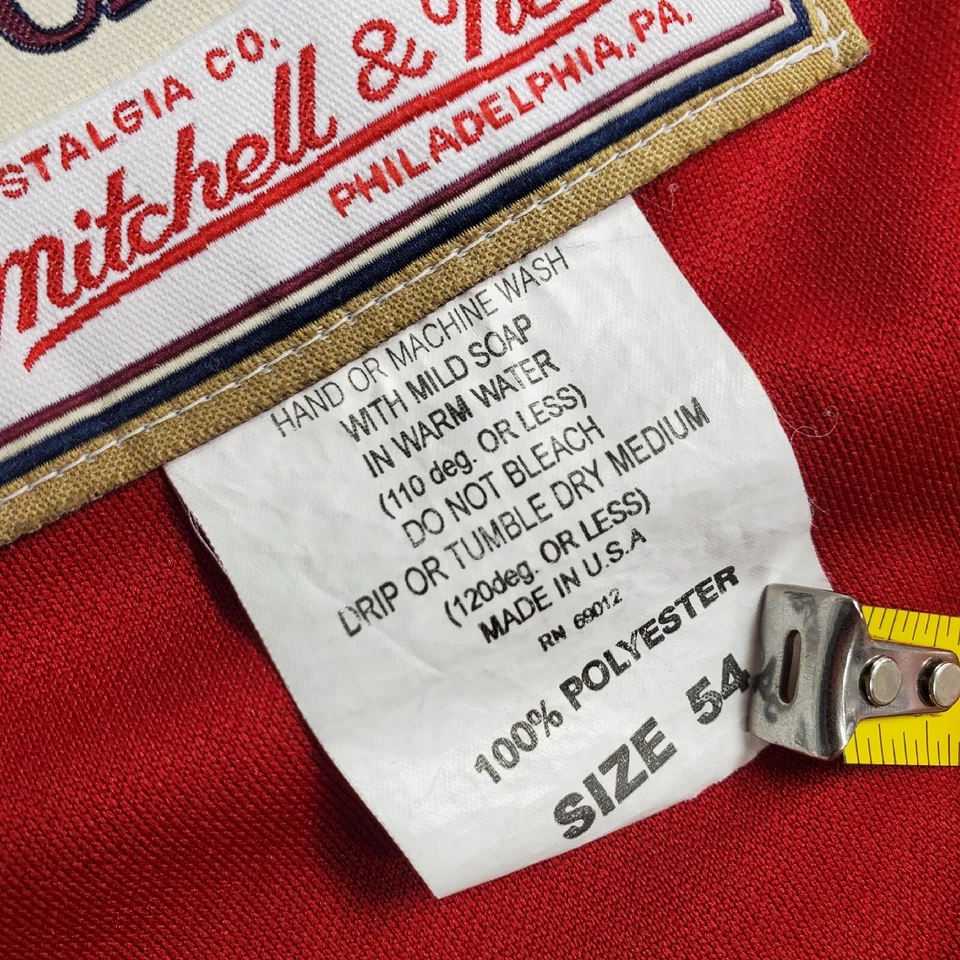 STALGIA CO.
Mitchell &
PHILADELPHIA, PA.
HAND OR MACHINE WASH
WITH MILD SOAP
IN WARM WATER
(110 deg. OR LESS)
DO NOT BLEACH
DRIP OR TUMBLE DRY MEDIUM
(120deg. OR LESS)
MADE IN U.S.A
RN 69012
100% POLYESTER
SIZE 54